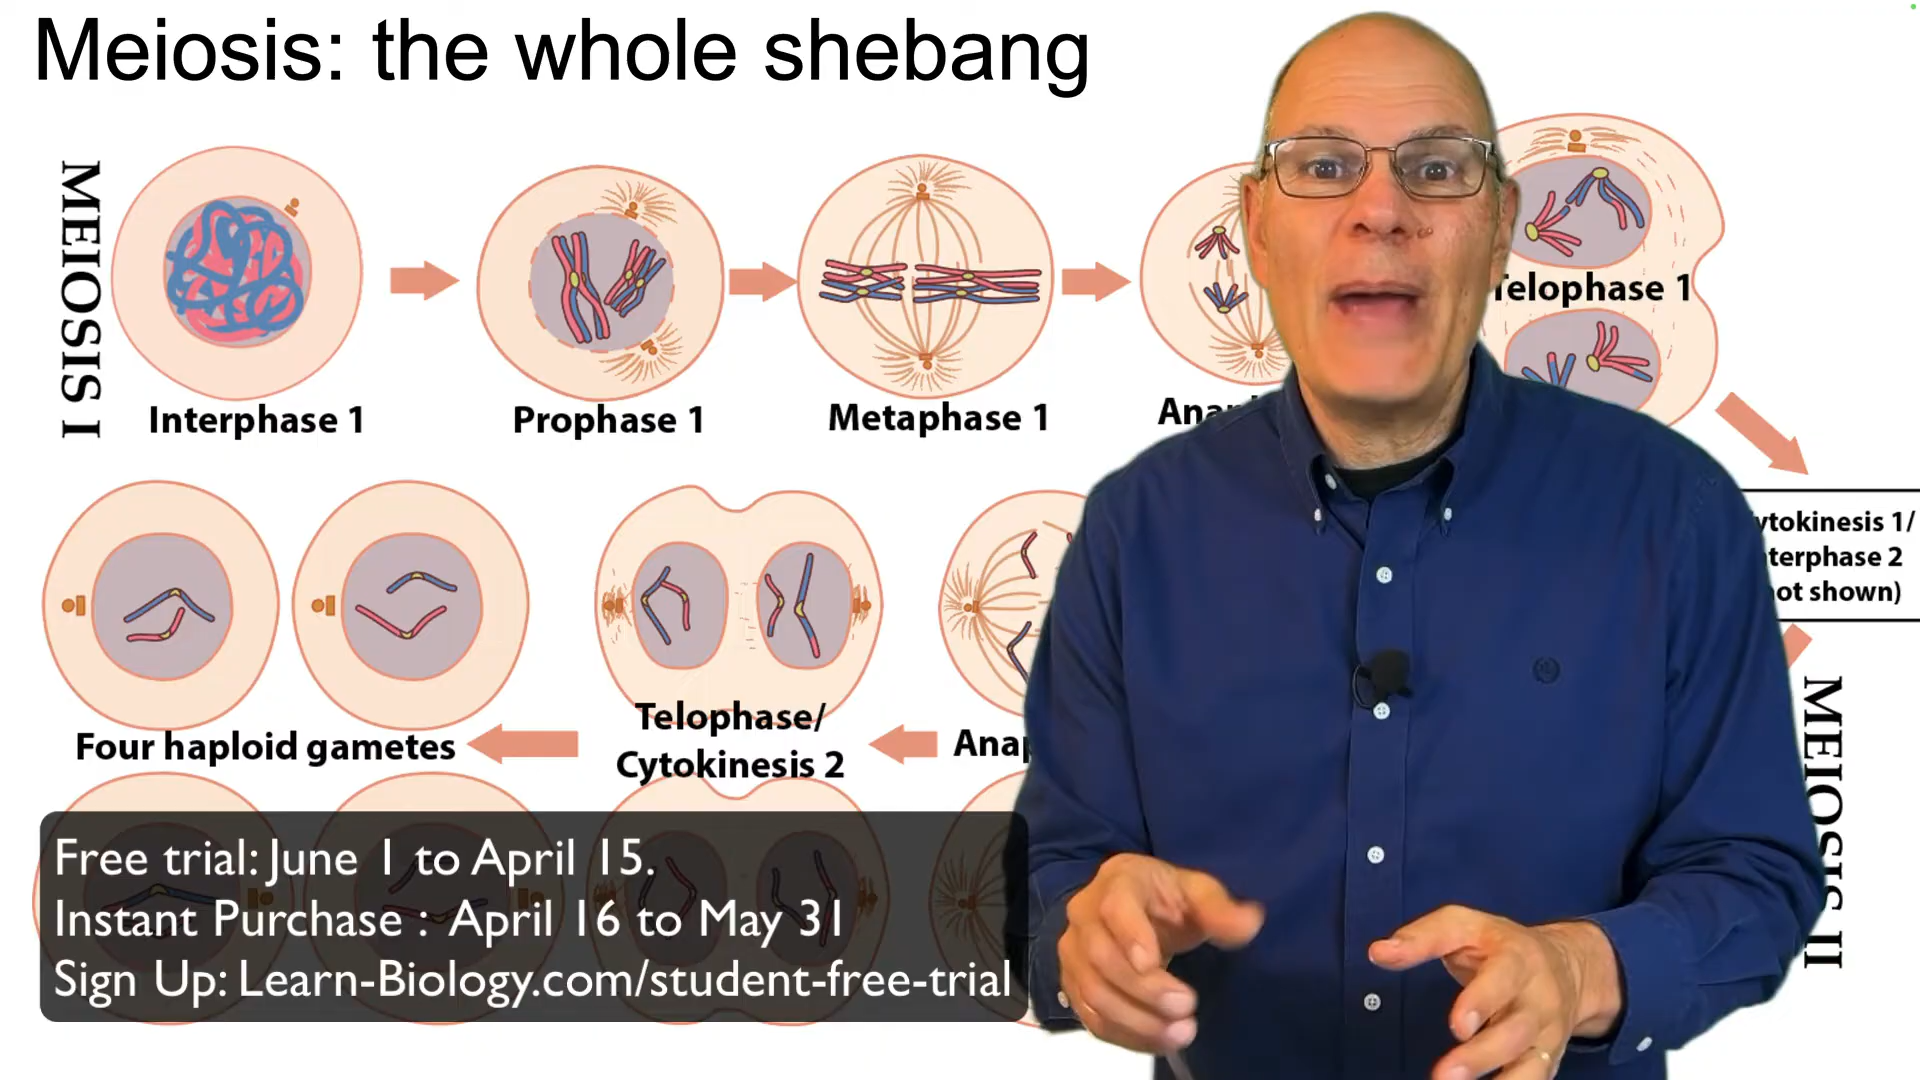 Meiosis: the whole shebang
MEIOSIS I
Interphase 1
Prophase 1
Metaphase 1
Telophase 1
ytokinesis 1/
terphase 2
ot shown)
Four haploid gametes
Telophase/
Cytokinesis 2
MEIOSIS II
Free trial: June 1 to April 15.
Instant Purchase : April 16 to May 31
Sign Up: Learn-Biology.com/student-free-trial